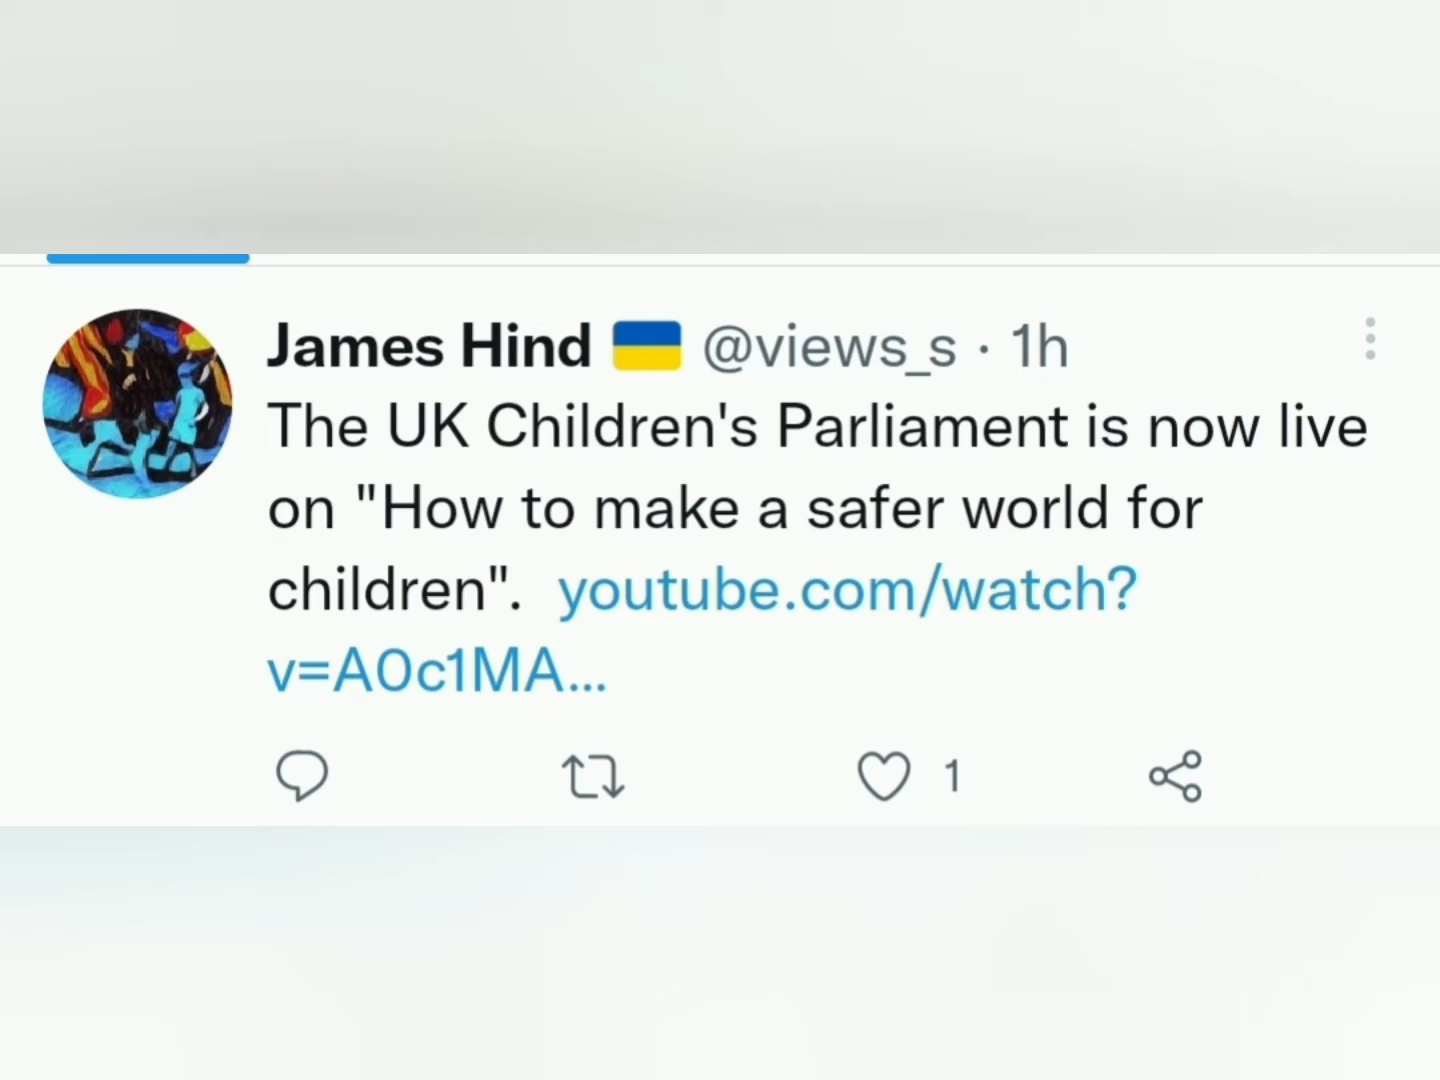 James Hind 🇺🇦 @views_s · 1h
The UK Children's Parliament is now live
on "How to make a safer world for
children". youtube.com/watch?
v=A0c1MA...
1